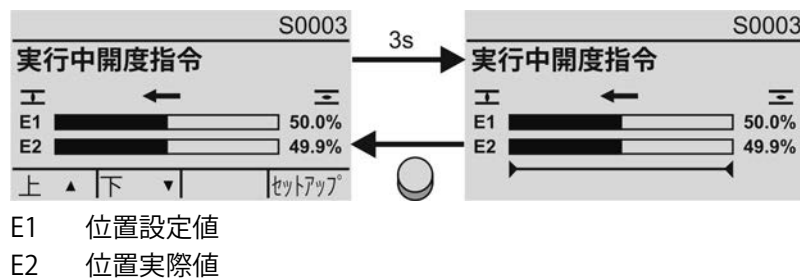 S0003
実行中開度指令
E1 50.0%
E2 49.9%
上 ▲ 下 ▼ セットアップ
3s
S0003
実行中開度指令
E1 50.0%
E2 49.9%
E1 位置設定値
E2 位置実際値